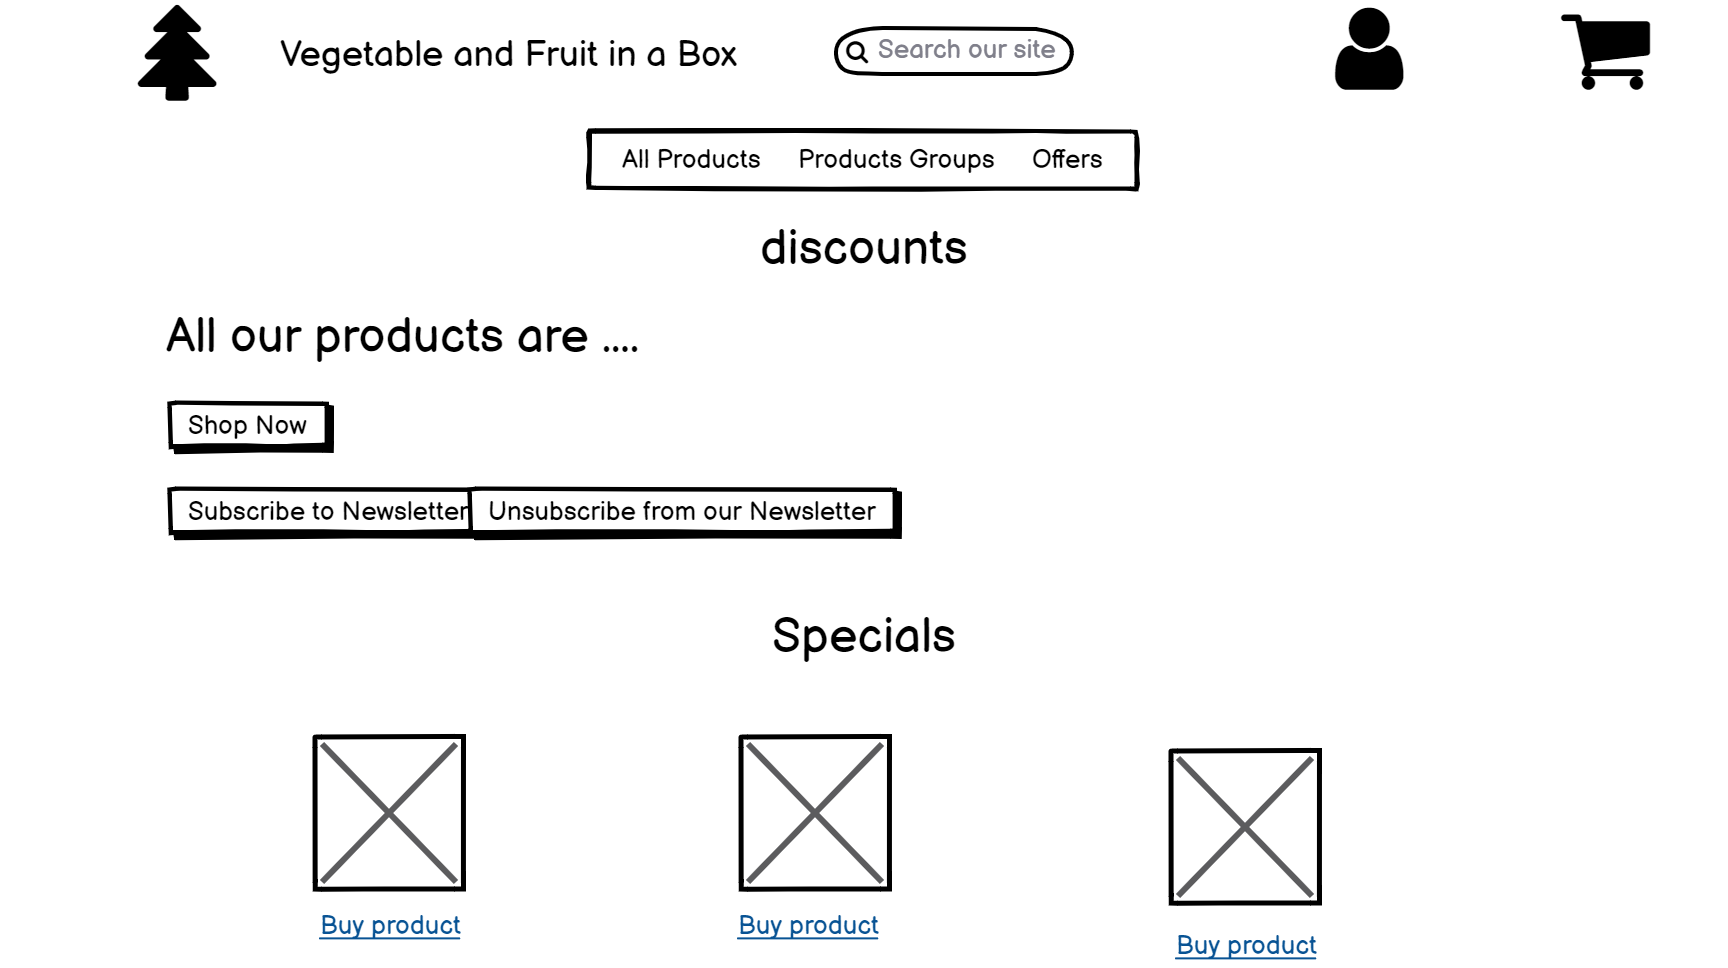 Vegetable and Fruit in a Box
Search our site
All Products Products Groups Offers
discounts
All our products are ....
Shop Now
Subscribe to Newsletter Unsubscribe from our Newsletter
Specials
Buy product Buy product Buy product